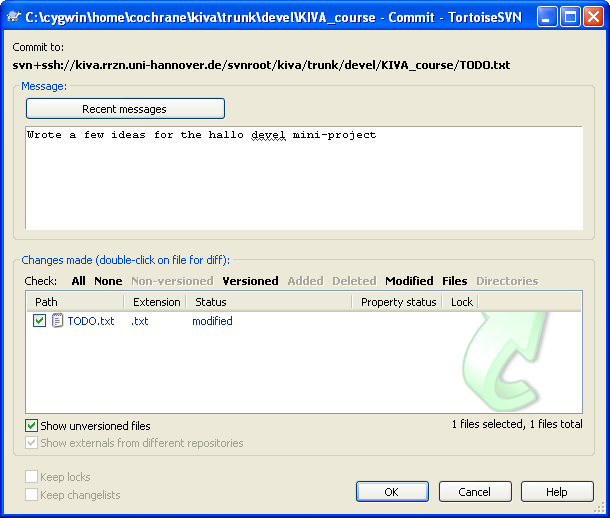 C:\cygwin\home\cochrane\kiva\trunk\devel\KIVA_course - Commit - TortoiseSVN
Commit to:
svn+ssh://kiva.rrzn.uni-hannover.de/svnroot/kiva/trunk/devel/KIVA_course/TODO.txt
Message:
Recent messages
Wrote a few ideas for the hallo devel mini-project
Changes made (double-click on file for diff):
Check: All None Non-versioned Versioned Added Deleted Modified Files Directories
Path Extension Status Property status Lock
TODO.txt .txt modified
Show unversioned files 1 files selected, 1 files total
Show externals from different repositories
Keep locks
Keep changelists
OK Cancel Help